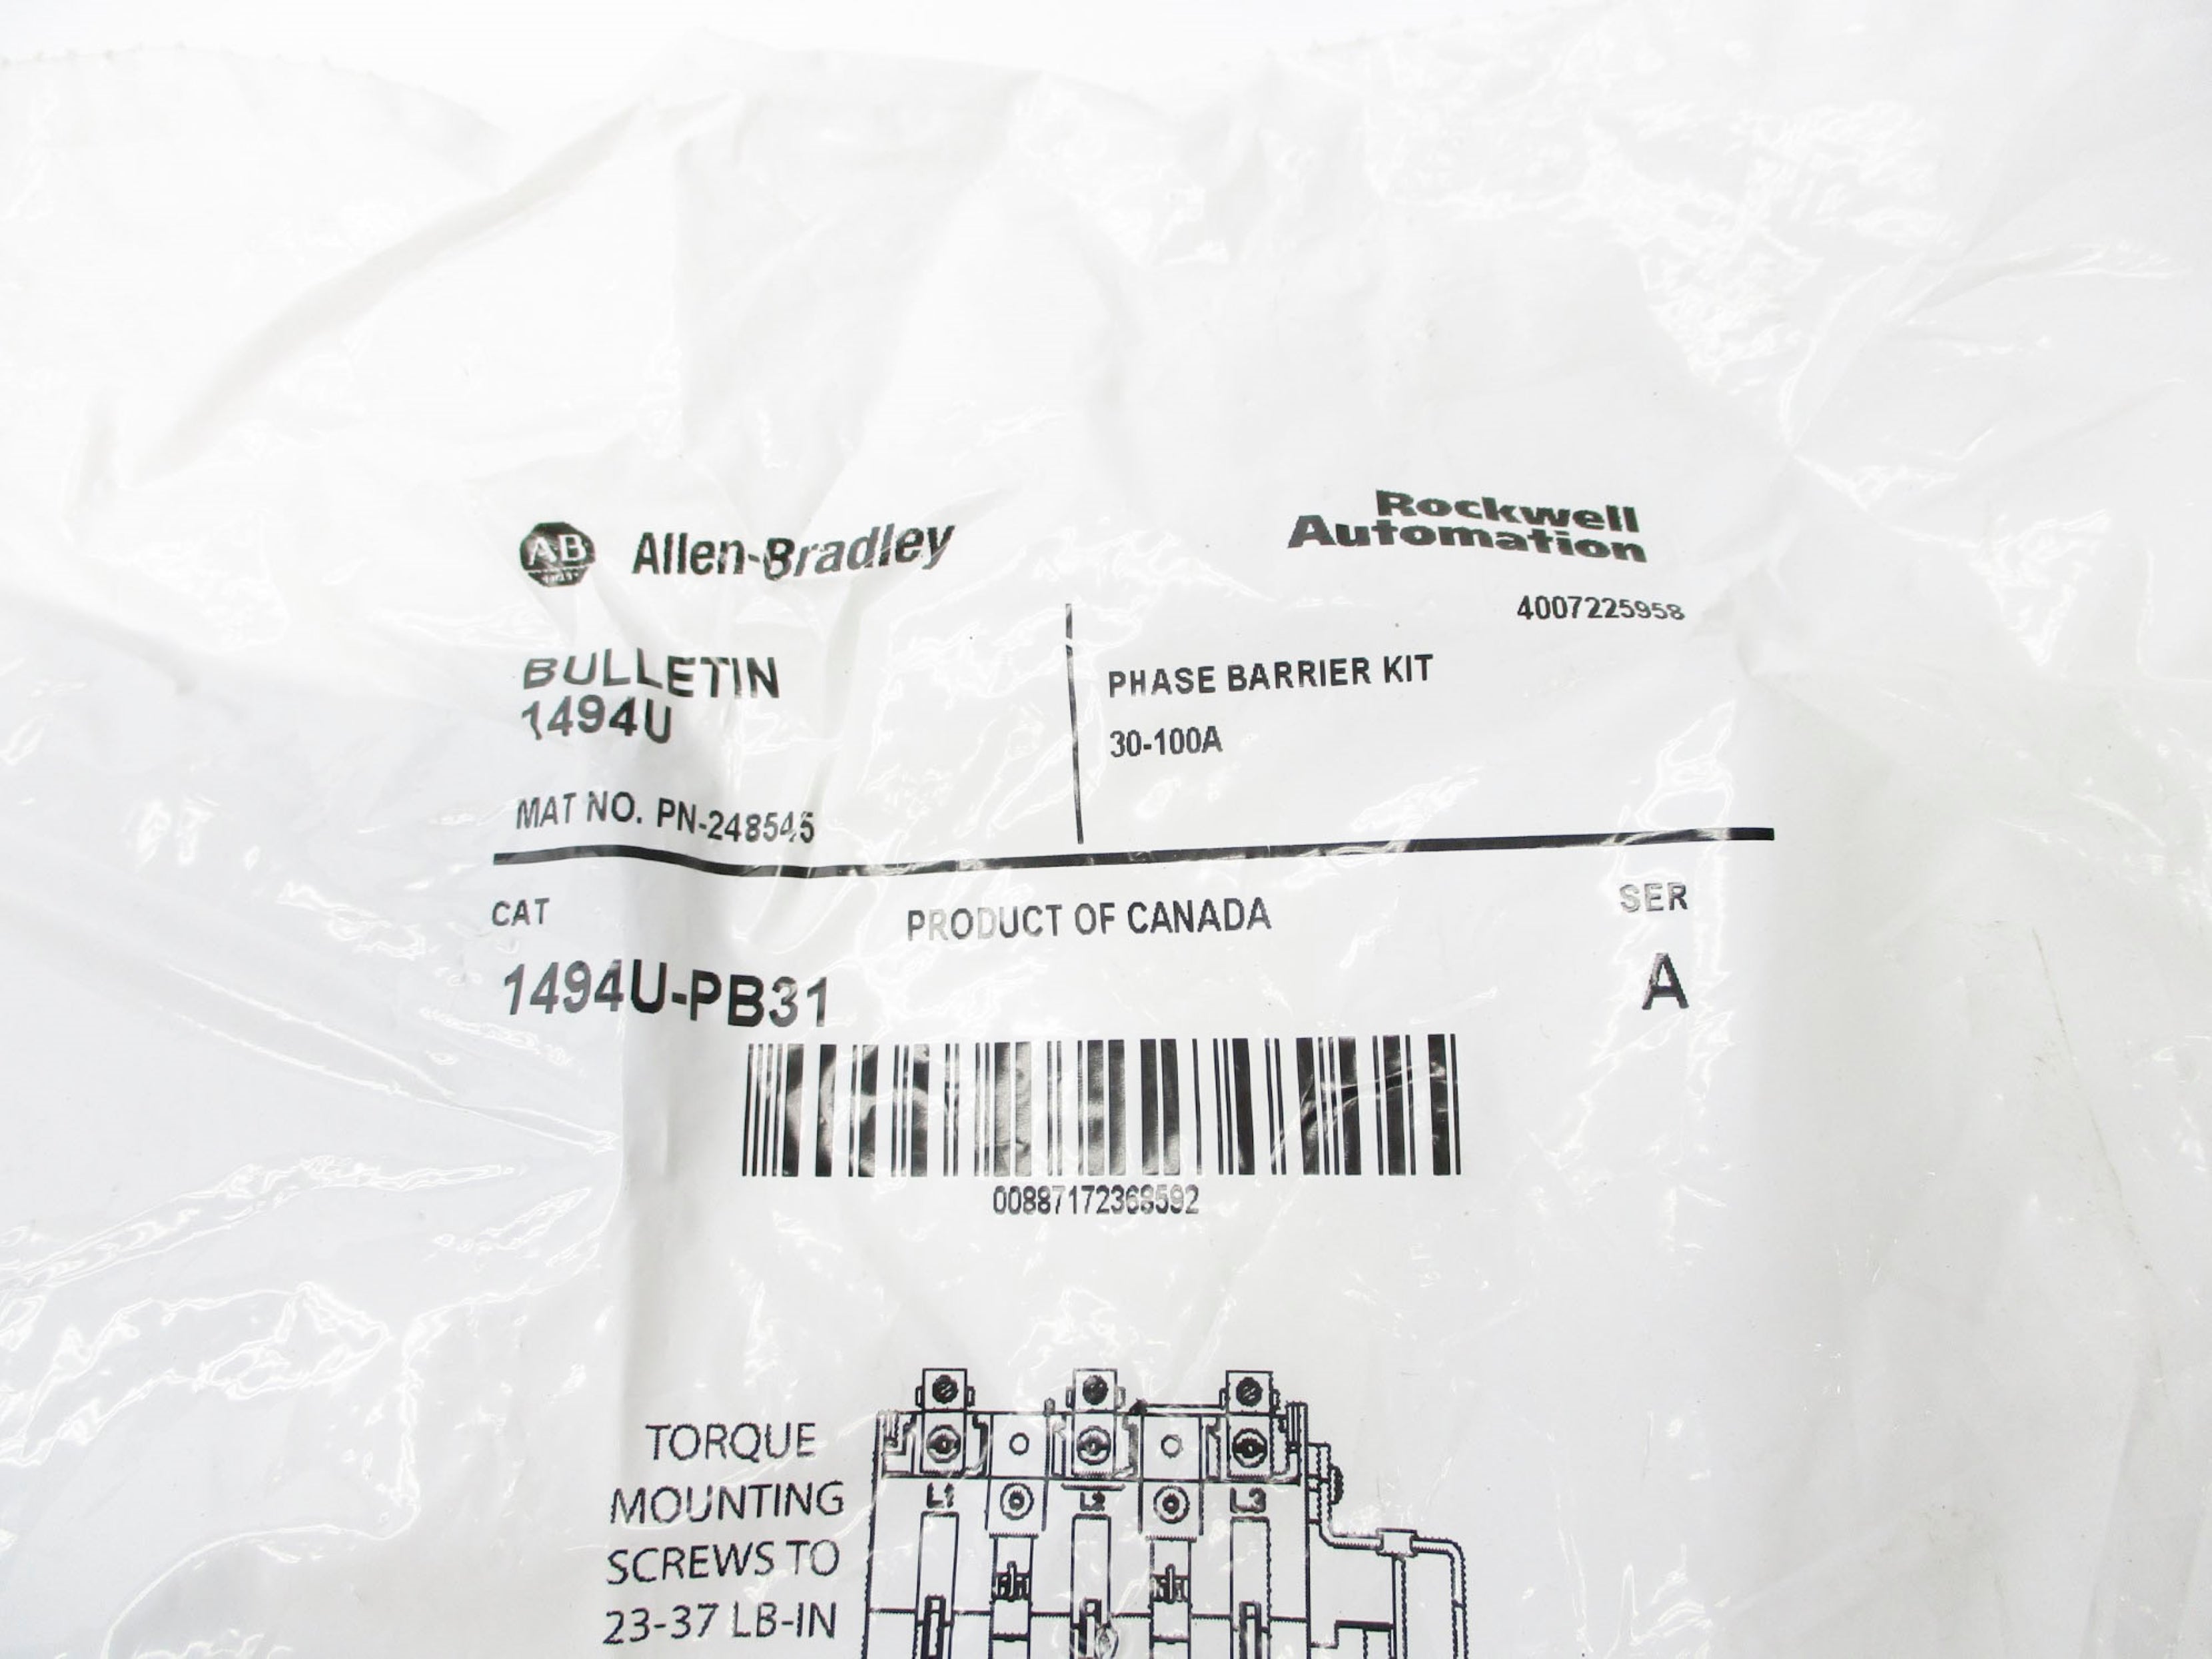 AB
Allen-Bradley
Rockwell
Automation
4007225958
BULLETIN
1494U
PHASE BARRIER KIT
30-100A
MAT NO. PN-248545
CAT
PRODUCT OF CANADA
SER
1494U-PB31
A
00887172368592
TORQUE
MOUNTING
SCREWS TO
23-37 LB-IN
L1
L2
L3